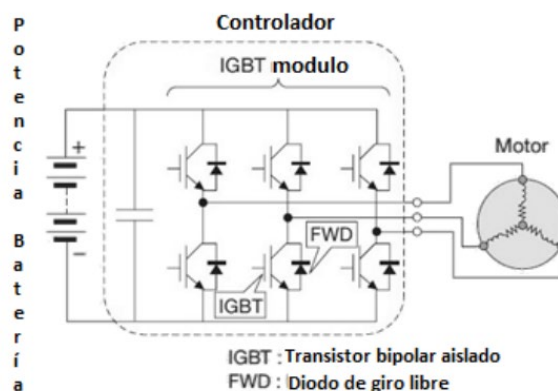 Potencia Batería
Controlador
IGBT modulo
+
Motor
FWD
IGBT
−
IGBT : Transistor bipolar aislado
FWD : Diodo de giro libre